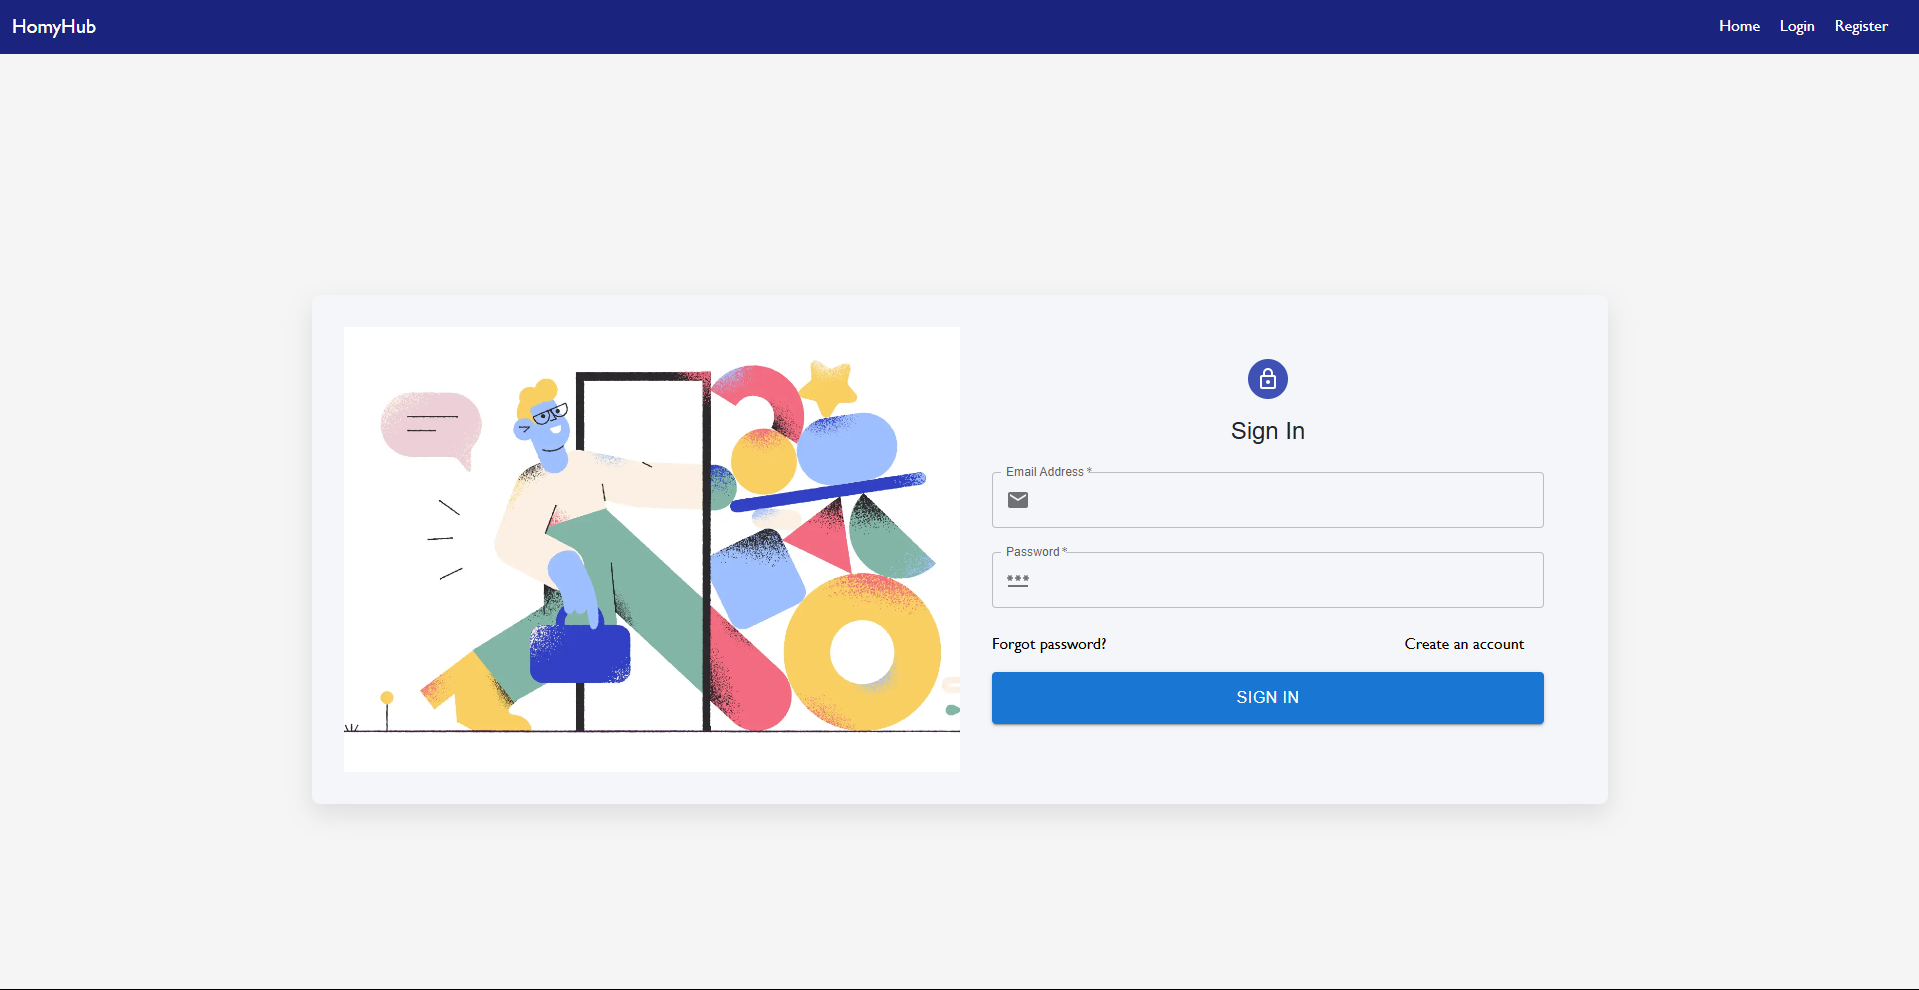 HomyHub
Home Login Register
Sign In
Email Address *
Password *
Forgot password?
Create an account
SIGN IN